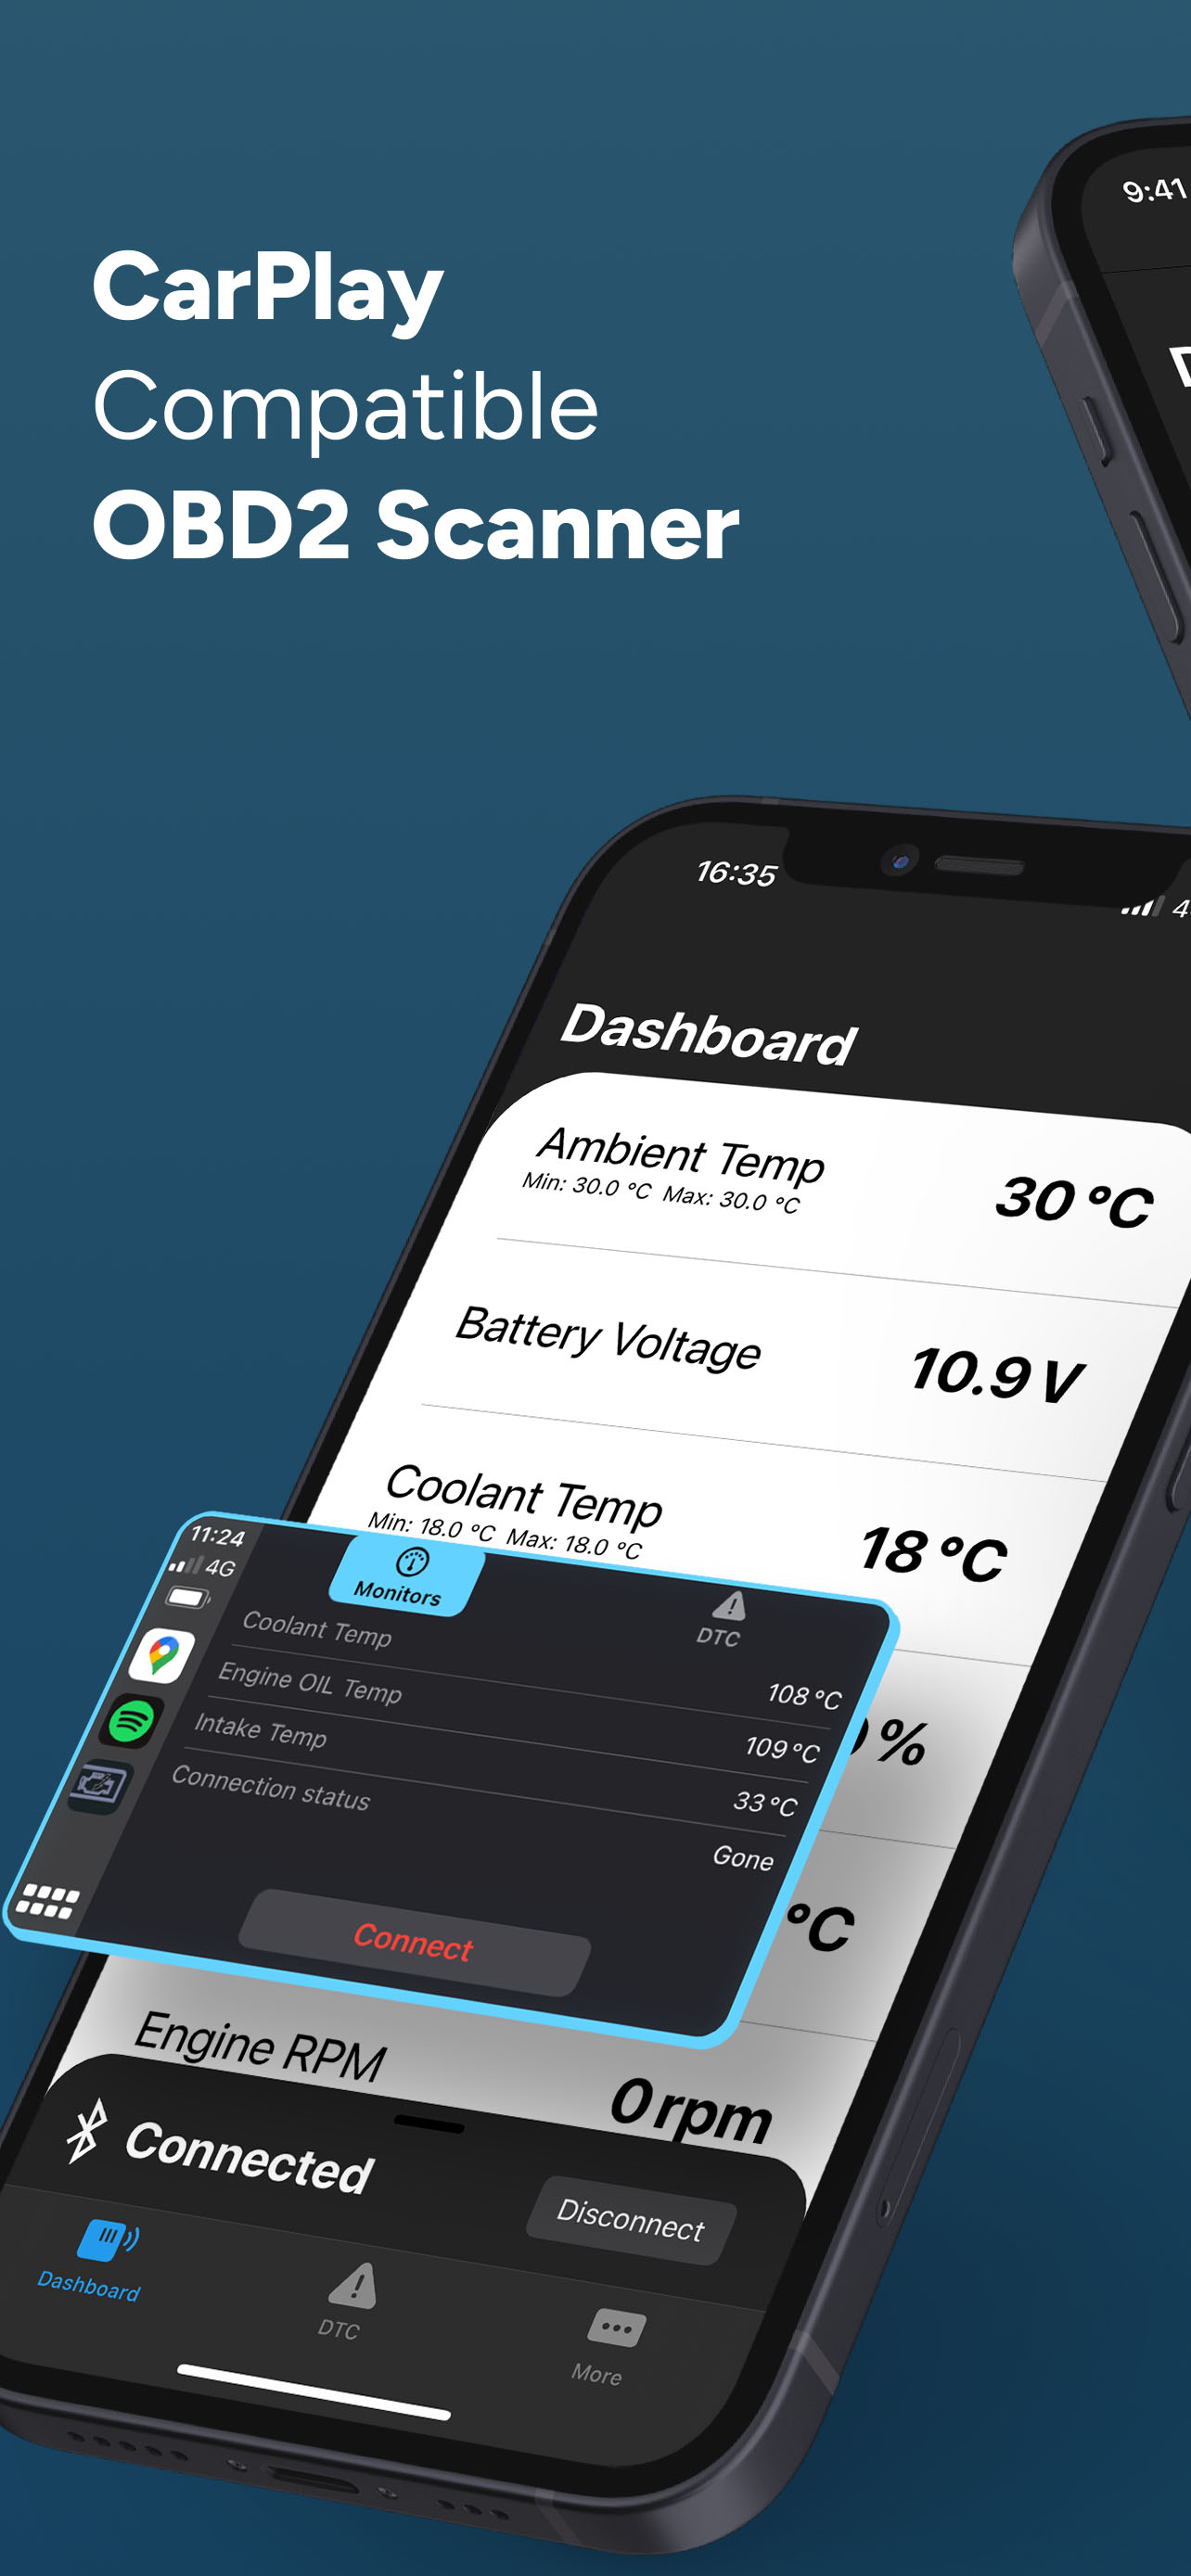 CarPlay
Compatible
OBD2 Scanner
9:41
16:35
Dashboard
Ambient Temp
Min: 30.0 °C Max: 30.0 °C
30 °C
Battery Voltage
10.9 V
Coolant Temp
Min: 18.0 °C Max: 18.0 °C
18 °C
%
°C
Engine RPM
0 rpm
11:24
4G
Monitors
DTC
Coolant Temp
108 °C
Engine OIL Temp
109 °C
Intake Temp
33 °C
Connection status
Gone
Connect
Connected
Disconnect
Dashboard
DTC
More